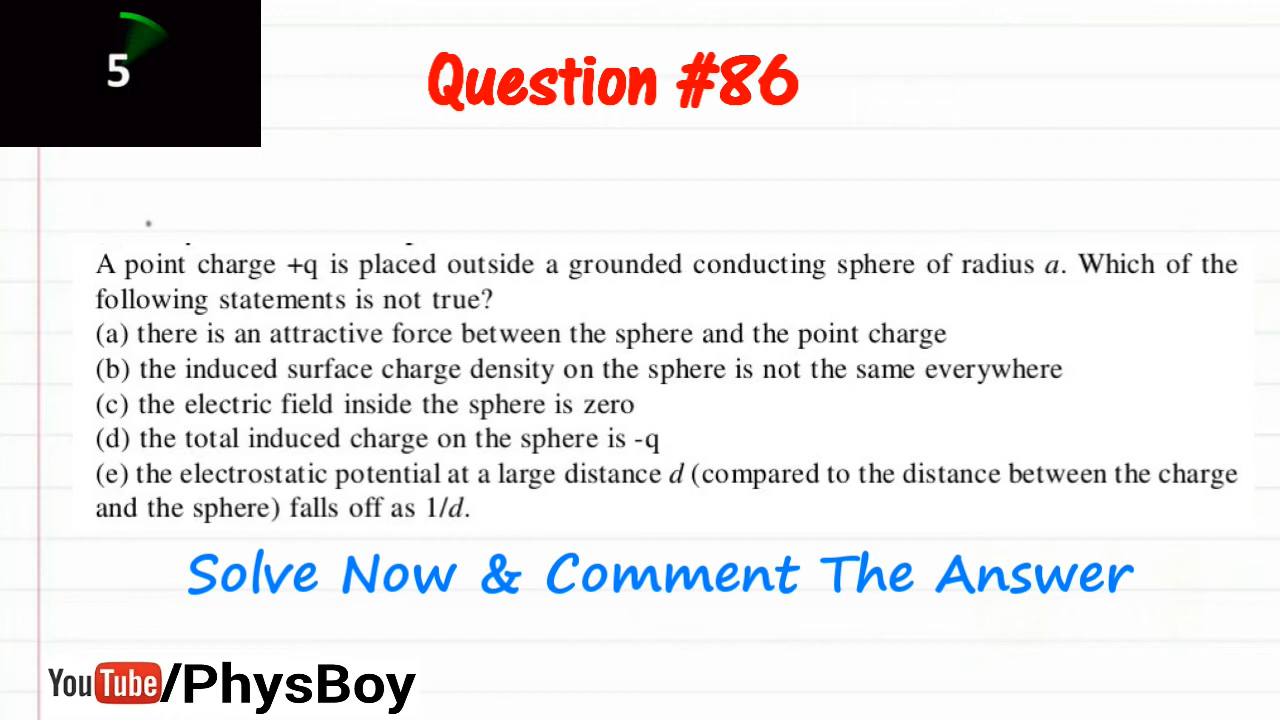 5
Question #86
A point charge +q is placed outside a grounded conducting sphere of radius a. Which of the
following statements is not true?
(a) there is an attractive force between the sphere and the point charge
(b) the induced surface charge density on the sphere is not the same everywhere
(c) the electric field inside the sphere is zero
(d) the total induced charge on the sphere is -q
(e) the electrostatic potential at a large distance d (compared to the distance between the charge
and the sphere) falls off as 1/d.
Solve Now & Comment The Answer
YouTube/PhysBoy